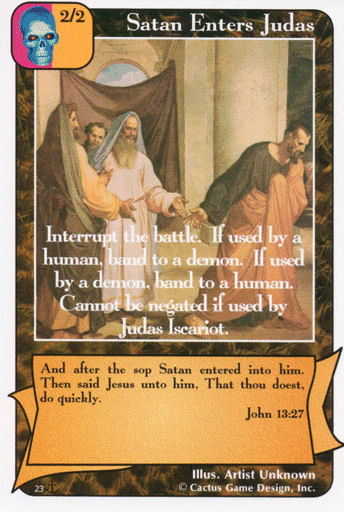 2/2
Satan Enters Judas
Interrupt the battle. If used by a
human, band to a demon. If used
by a demon, band to a human.
Cannot be negated if used by
Judas Iscariot.
And after the sop Satan entered into him.
Then said Jesus unto him, That thou doest,
do quickly.
John 13:27
Illus. Artist Unknown
23
© Cactus Game Design, Inc.